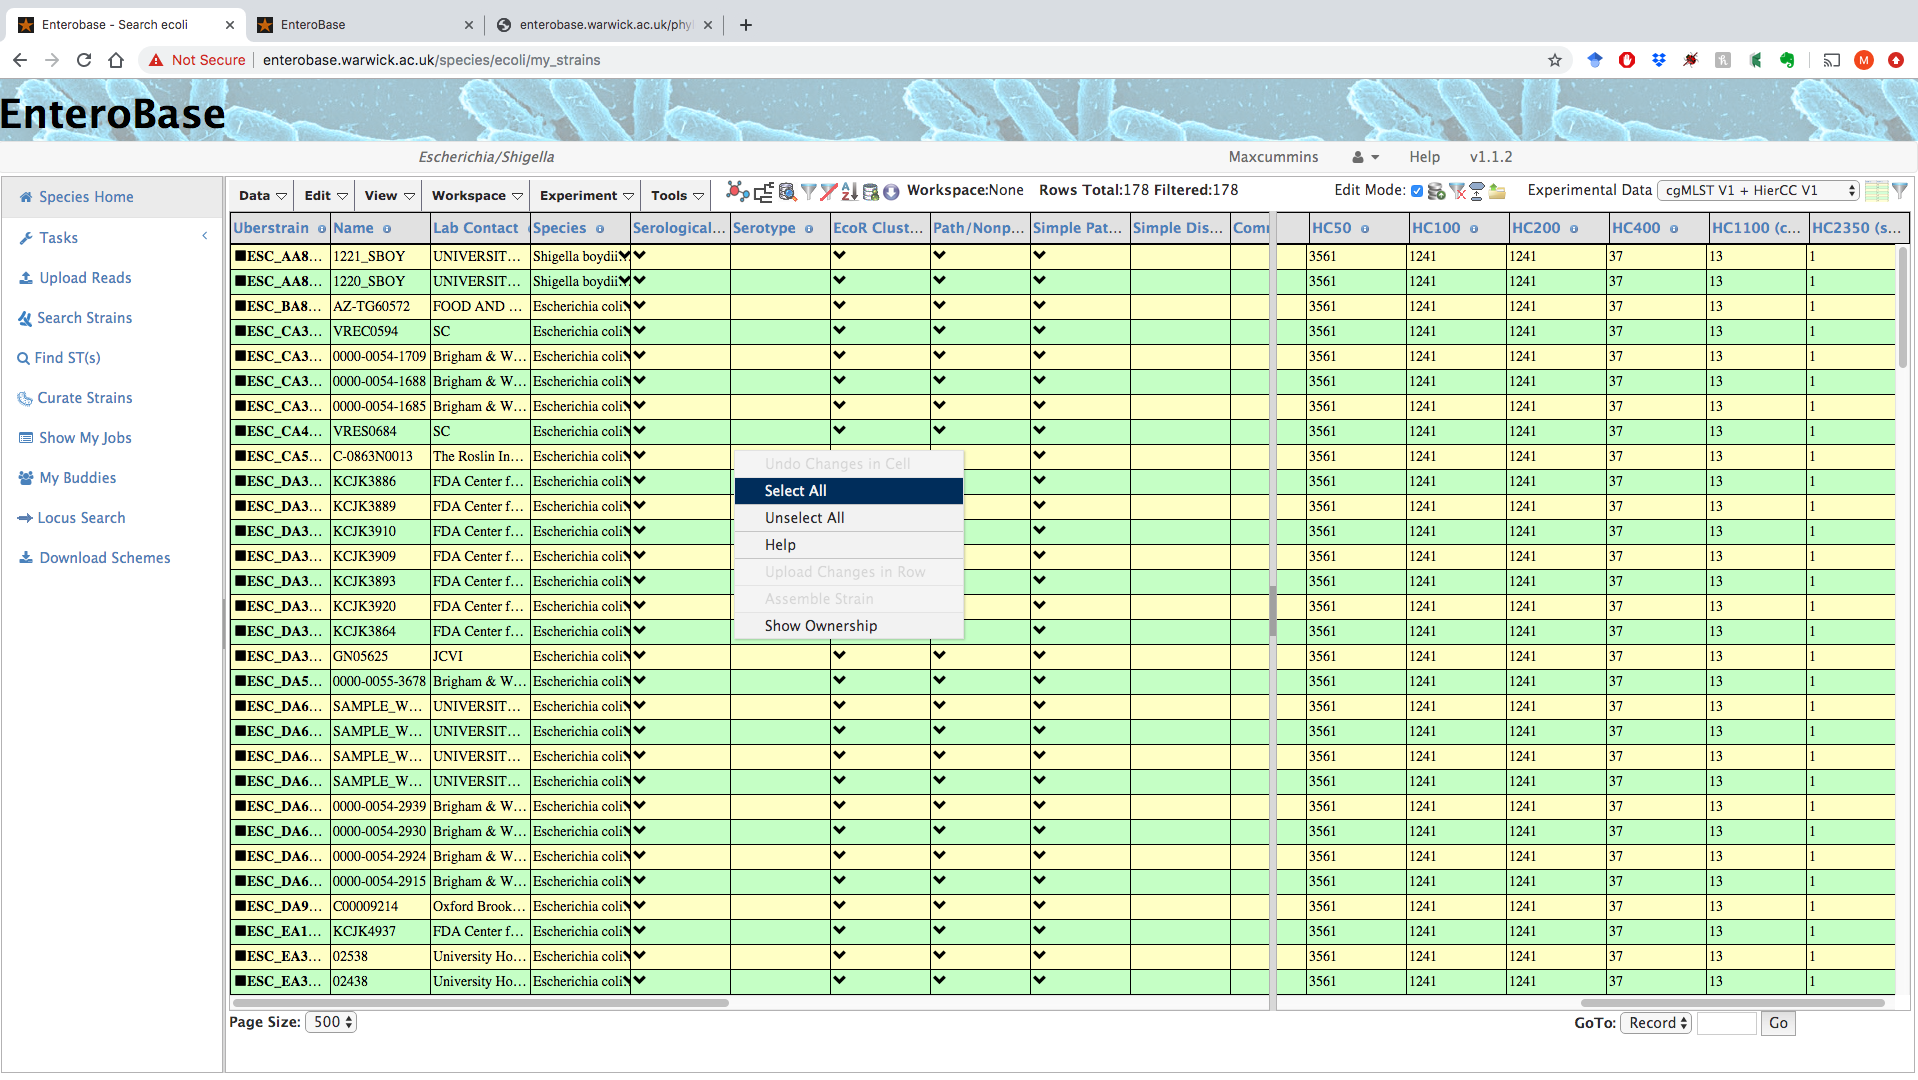 Enterobase - Search ecoli
EnteroBase
enterobase.warwick.ac.uk/phyl
Not Secure
enterobase.warwick.ac.uk/species/ecoli/my_strains
M
EnteroBase
Escherichia/Shigella
Maxcummins
Help
v1.1.2
Species Home
Tasks
Upload Reads
Search Strains
Find ST(s)
Curate Strains
Show My Jobs
My Buddies
Locus Search
Download Schemes
Data Edit View Workspace Experiment Tools
Workspace:None Rows Total:178 Filtered:178
Edit Mode:
Experimental Data cgMLST V1 + HierCC V1
Uberstrain Name Lab Contact Species Serological... Serotype EcoR Clust... Path/Nonp... Simple Pat... Simple Dis... Comr HC50 HC100 HC200 HC400 HC1100 (c... HC2350 (s...
ESC_AA8... 1221_SBOY UNIVERSIT... Shigella boydii 3561 1241 1241 37 13 1
ESC_AA8... 1220_SBOY UNIVERSIT... Shigella boydii 3561 1241 1241 37 13 1
ESC_BA8... AZ-TG60572 FOOD AND ... Escherichia coli 3561 1241 1241 37 13 1
ESC_CA3... VREC0594 SC Escherichia coli 3561 1241 1241 37 13 1
ESC_CA3... 0000-0054-1709 Brigham & W... Escherichia coli 3561 1241 1241 37 13 1
ESC_CA3... 0000-0054-1688 Brigham & W... Escherichia coli 3561 1241 1241 37 13 1
ESC_CA3... 0000-0054-1685 Brigham & W... Escherichia coli 3561 1241 1241 37 13 1
ESC_CA4... VRES0684 SC Escherichia coli 3561 1241 1241 37 13 1
ESC_CA5... C-0863N0013 The Roslin In... Escherichia coli 3561 1241 1241 37 13 1
ESC_DA3... KCJK3886 FDA Center f... Escherichia coli 3561 1241 1241 37 13 1
ESC_DA3... KCJK3889 FDA Center f... Escherichia coli 3561 1241 1241 37 13 1
ESC_DA3... KCJK3910 FDA Center f... Escherichia coli 3561 1241 1241 37 13 1
ESC_DA3... KCJK3909 FDA Center f... Escherichia coli 3561 1241 1241 37 13 1
ESC_DA3... KCJK3893 FDA Center f... Escherichia coli 3561 1241 1241 37 13 1
ESC_DA3... KCJK3920 FDA Center f... Escherichia coli 3561 1241 1241 37 13 1
ESC_DA3... KCJK3864 FDA Center f... Escherichia coli 3561 1241 1241 37 13 1
ESC_DA3... GN05625 JCVI Escherichia coli 3561 1241 1241 37 13 1
ESC_DA5... 0000-0055-3678 Brigham & W... Escherichia coli 3561 1241 1241 37 13 1
ESC_DA6... SAMPLE_W... UNIVERSIT... Escherichia coli 3561 1241 1241 37 13 1
ESC_DA6... SAMPLE_W... UNIVERSIT... Escherichia coli 3561 1241 1241 37 13 1
ESC_DA6... SAMPLE_W... UNIVERSIT... Escherichia coli 3561 1241 1241 37 13 1
ESC_DA6... SAMPLE_W... UNIVERSIT... Escherichia coli 3561 1241 1241 37 13 1
ESC_DA6... 0000-0054-2939 Brigham & W... Escherichia coli 3561 1241 1241 37 13 1
ESC_DA6... 0000-0054-2930 Brigham & W... Escherichia coli 3561 1241 1241 37 13 1
ESC_DA6... 0000-0054-2924 Brigham & W... Escherichia coli 3561 1241 1241 37 13 1
ESC_DA6... 0000-0054-2915 Brigham & W... Escherichia coli 3561 1241 1241 37 13 1
ESC_DA9... C00009214 Oxford Brook... Escherichia coli 3561 1241 1241 37 13 1
ESC_EA1... KCJK4937 FDA Center f... Escherichia coli 3561 1241 1241 37 13 1
ESC_EA3... 02538 University Ho... Escherichia coli 3561 1241 1241 37 13 1
ESC_EA3... 02438 University Ho... Escherichia coli 3561 1241 1241 37 13 1
Undo Changes in Cell
Select All
Unselect All
Help
Upload Changes in Row
Assemble Strain
Show Ownership
Page Size: 500
GoTo: Record Go